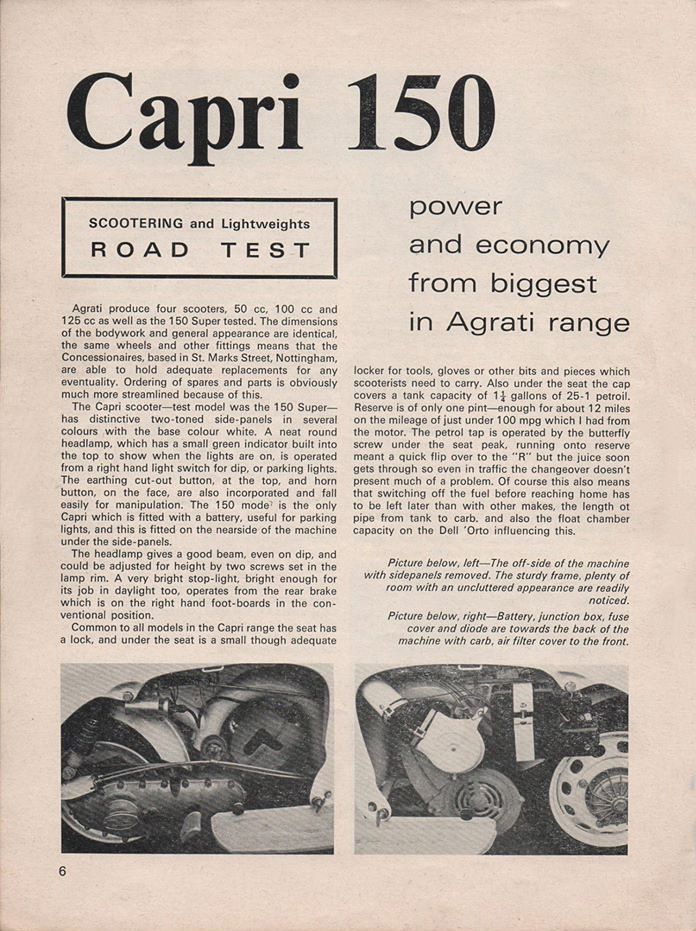 Capri 150
SCOOTERING and Lightweights
ROAD TEST
power
and economy
from biggest
in Agrati range
Agrati produce four scooters, 50 cc, 100 cc and
125 cc as well as the 150 Super tested. The dimensions
of the bodywork and general appearance are identical,
the same wheels and other fittings means that the
Concessionaires, based in St. Marks Street, Nottingham,
are able to hold adequate replacements for any
eventuality. Ordering of spares and parts is obviously
much more streamlined because of this.
The Capri scooter—test model was the 150 Super—
has distinctive two-toned side-panels in several
colours with the base colour white. A neat round
headlamp, which has a small green indicator built into
the top to show when the lights are on, is operated
from a right hand light switch for dip, or parking lights.
The earthing cut-out button, at the top, and horn
button, on the face, are also incorporated and fall
easily for manipulation. The 150 mode? is the only
Capri which is fitted with a battery, useful for parking
lights, and this is fitted on the nearside of the machine
under the side-panels.
The headlamp gives a good beam, even on dip, and
could be adjusted for height by two screws set in the
lamp rim. A very bright stop-light, bright enough for
its job in daylight too, operates from the rear brake
which is on the right hand foot-boards in the con-
ventional position.
Common to all models in the Capri range the seat has
a lock, and under the seat is a small though adequate
locker for tools, gloves or other bits and pieces which
scooterists need to carry. Also under the seat the cap
covers a tank capacity of 1¼ gallons of 25-1 petroil.
Reserve is of only one pint—enough for about 12 miles
on the mileage of just under 100 mpg which I had from
the motor. The petrol tap is operated by the butterfly
screw under the seat peak, running onto reserve
meant a quick flip over to the "R" but the juice soon
gets through so even in traffic the changeover doesn't
present much of a problem. Of course this also means
that switching off the fuel before reaching home has
to be left later than with other makes, the length ot
pipe from tank to carb. and also the float chamber
capacity on the Dell 'Orto influencing this.
Picture below, left—The off-side of the machine
with sidepanels removed. The sturdy frame, plenty of
room with an uncluttered appearance are readily
noticed.
Picture below, right—Battery, junction box, fuse
cover and diode are towards the back of the
machine with carb, air filter cover to the front.
6